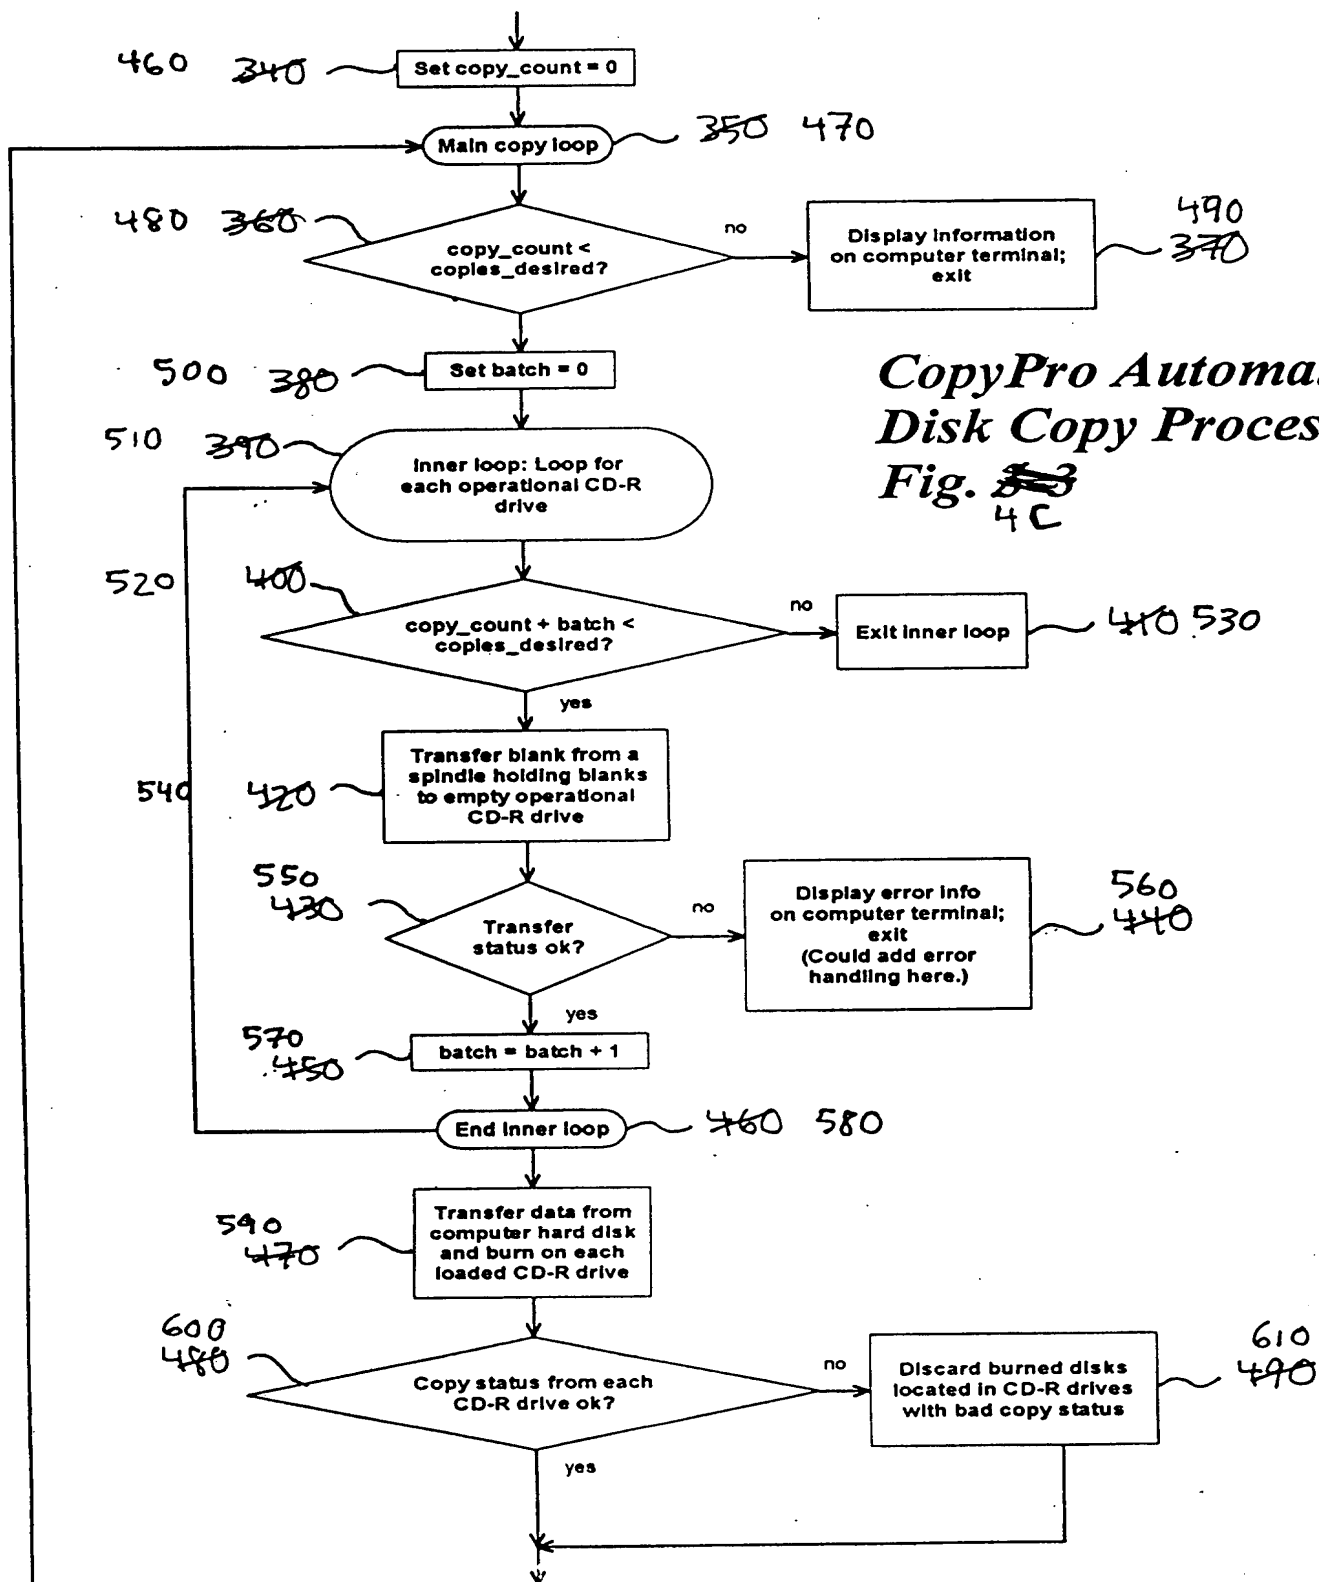 460 340
Set copy_count = 0
Main copy loop
350 470
480 360
copy_count <
coples_desired?
no
Display Information
on computer terminal;
exit
490
370
500 380
Set batch = 0
CopyPro Automa
Disk Copy Proces
Fig.
4C
510 390
Inner loop: Loop for
each operational CD-R
drive
520 400
copy_count + batch <
coples_desired?
no
Exit Inner loop
410 530
yes
540 420
Transfer blank from a
spindle holding blanks
to empty operational
CD-R drive
550
430
Transfer
status ok?
no
Display error info
on computer terminal;
exit
(Could add error
handling here.)
560
440
yes
570
450
batch = batch + 1
End Inner loop
460 580
590
470
Transfer data from
computer hard disk
and burn on each
loaded CD-R drive
600
480
Copy status from each
CD-R drive ok?
no
Discard burned disks
located in CD-R drives
with bad copy status
610
490
yes